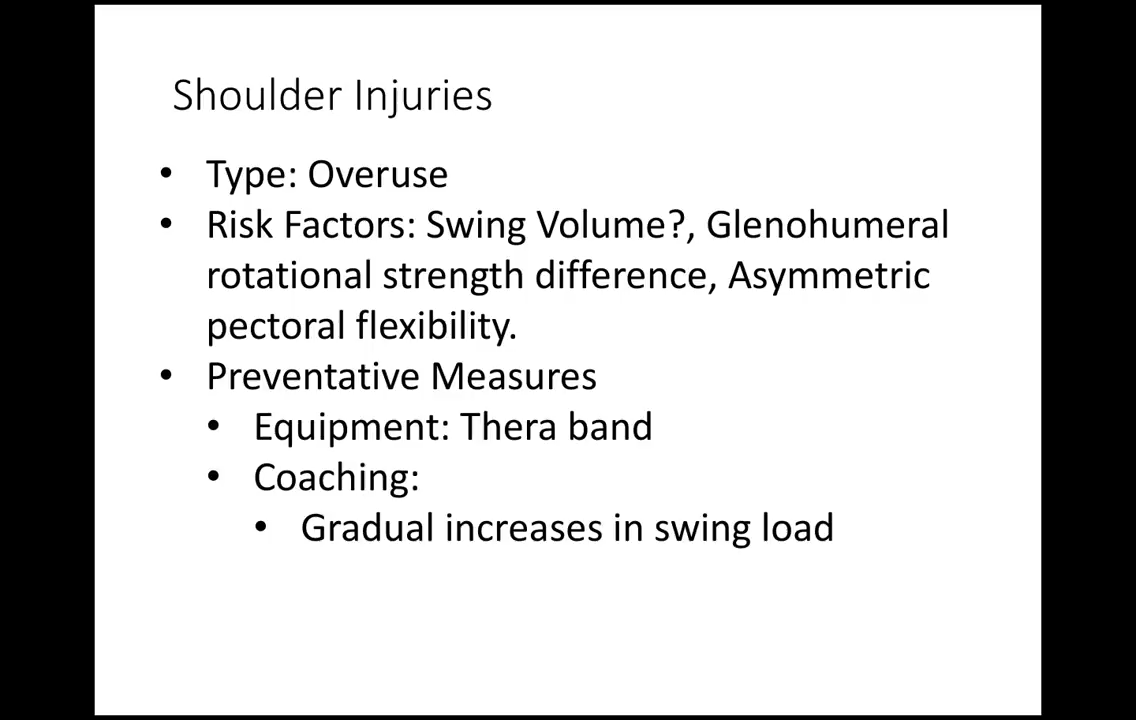 Shoulder Injuries
• Type: Overuse
• Risk Factors: Swing Volume?, Glenohumeral
rotational strength difference, Asymmetric
pectoral flexibility.
• Preventative Measures
• Equipment: Thera band
• Coaching:
• Gradual increases in swing load